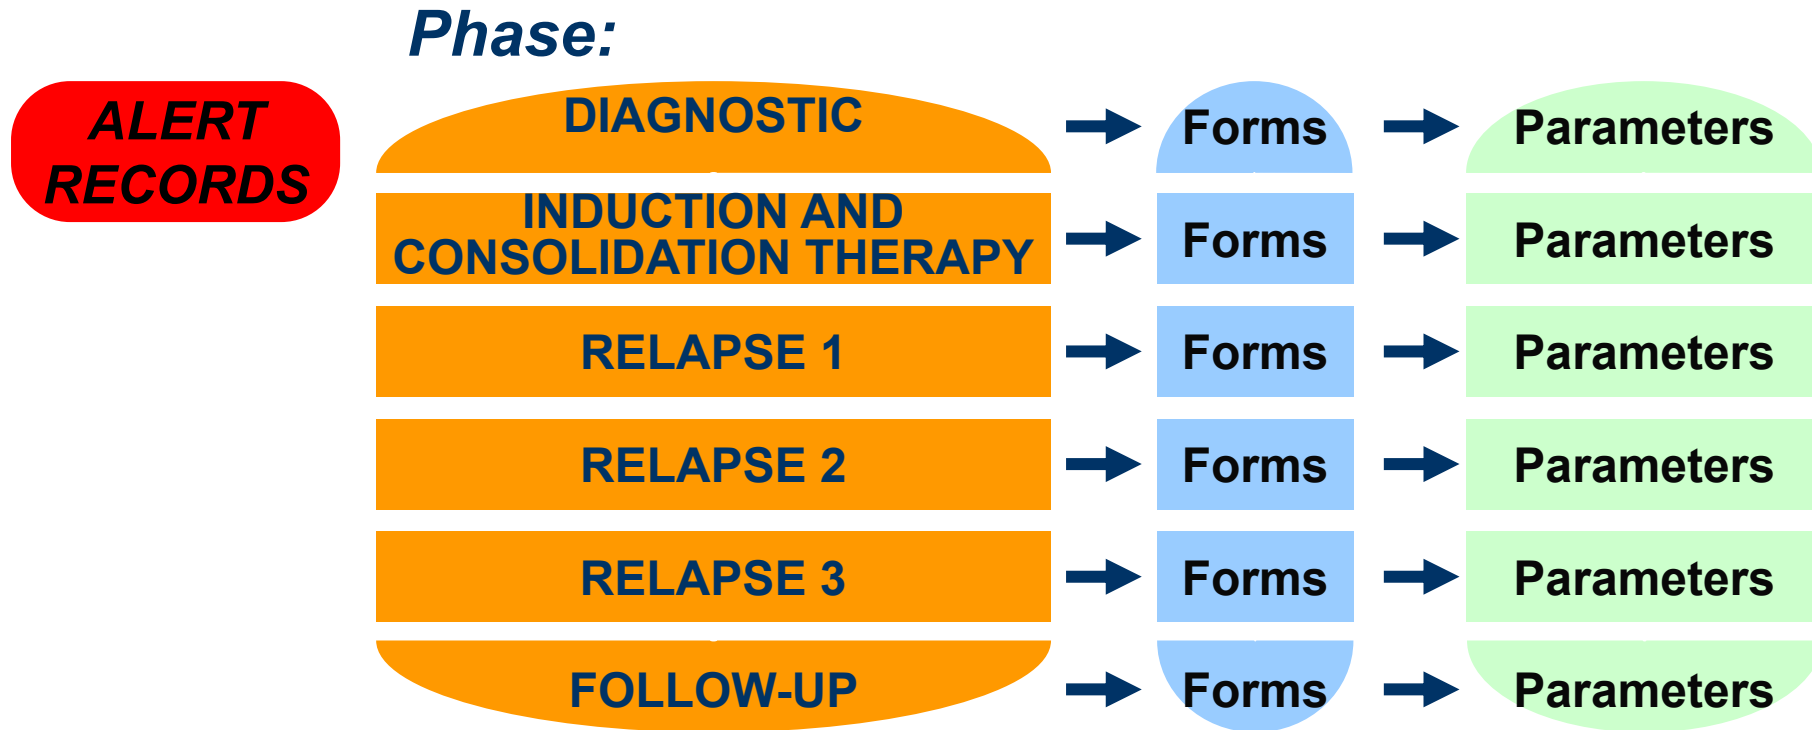 Phase:
ALERT
RECORDS
DIAGNOSTIC
Forms
Parameters
INDUCTION AND
CONSOLIDATION THERAPY
Forms
Parameters
RELAPSE 1
Forms
Parameters
RELAPSE 2
Forms
Parameters
RELAPSE 3
Forms
Parameters
FOLLOW-UP
Forms
Parameters